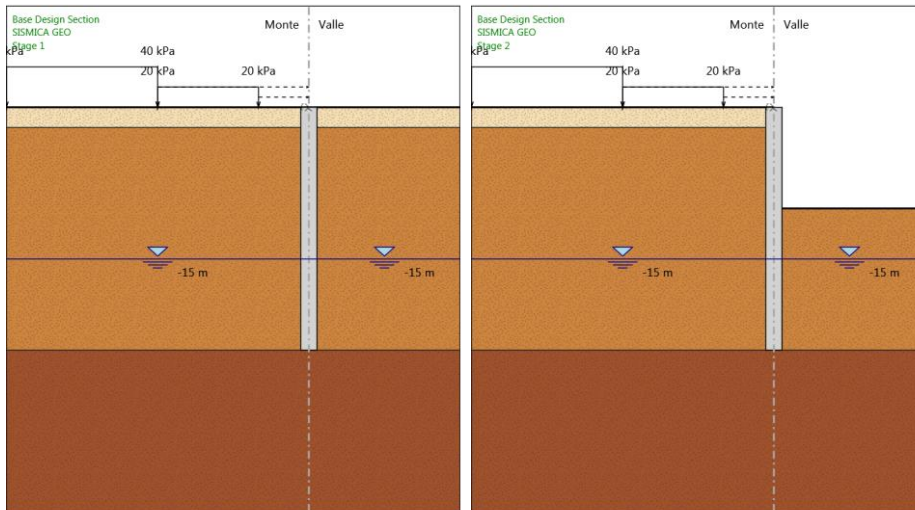 Base Design Section
SISMICA GEO
Stage 1
Monte
Valle
kPa
40 kPa
20 kPa
20 kPa
-15 m
-15 m
Base Design Section
SISMICA GEO
Stage 2
Monte
Valle
kPa
40 kPa
20 kPa
20 kPa
-15 m
-15 m